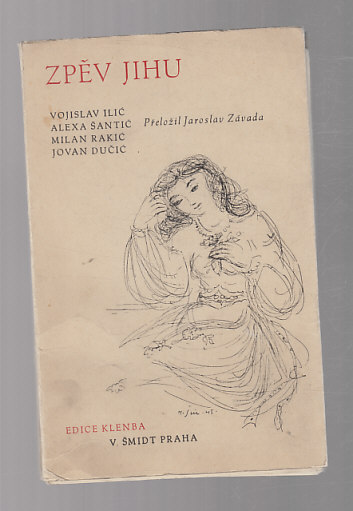 ZPĚV JIHU
VOJISLAV ILIĆ
ALEXA ŠANTIĆ
MILAN RAKIĆ
JOVAN DUČIĆ
Přeložil Jaroslav Závada
EDICE KLENBA
V. ŠMIDT PRAHA